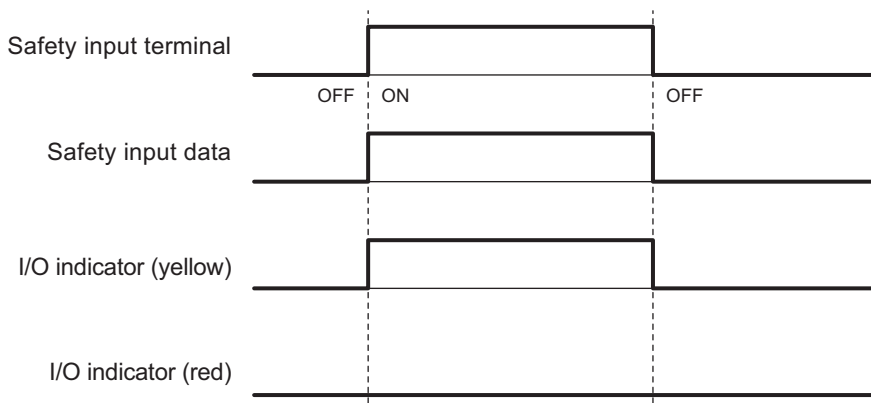 Safety input terminal
OFF ON OFF
Safety input data
I/O indicator (yellow)
I/O indicator (red)